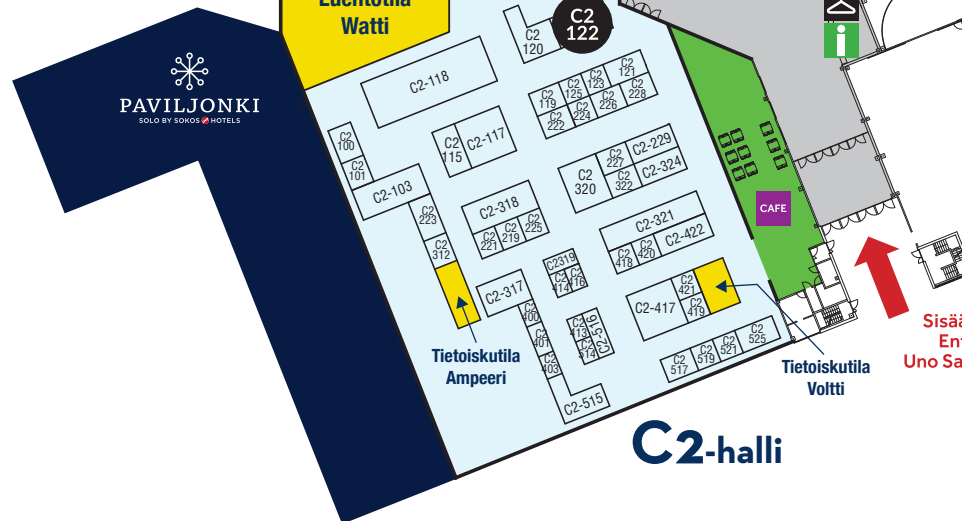 Luentotila
Watti
C2
120
C2
122
PAVILJONKI
SOLO BY SOKOS HOTELS
C2-118
C2
119
C2
125
C2
123
C2
121
C2
222
C2
224
C2
226
C2
228
C2
100
C2
101
C2
115
C2-117
C2-103
C2
320
C2
227
C2-229
C2
322
C2-324
CAFE
C2
223
C2
312
C2-318
C2
221
C2
219
C2
225
C2-321
C2
418
C2
420
C2-422
C2319
C2
414
C2
416
C2-317
C2
400
C2
401
C2
403
C2
413
C2
514
C2-516
C2-417
C2
421
C2
419
C2
517
C2
519
C2
521
C2
525
C2-515
Tietoiskutila
Ampeeri
Tietoiskutila
Voltti
C2-halli